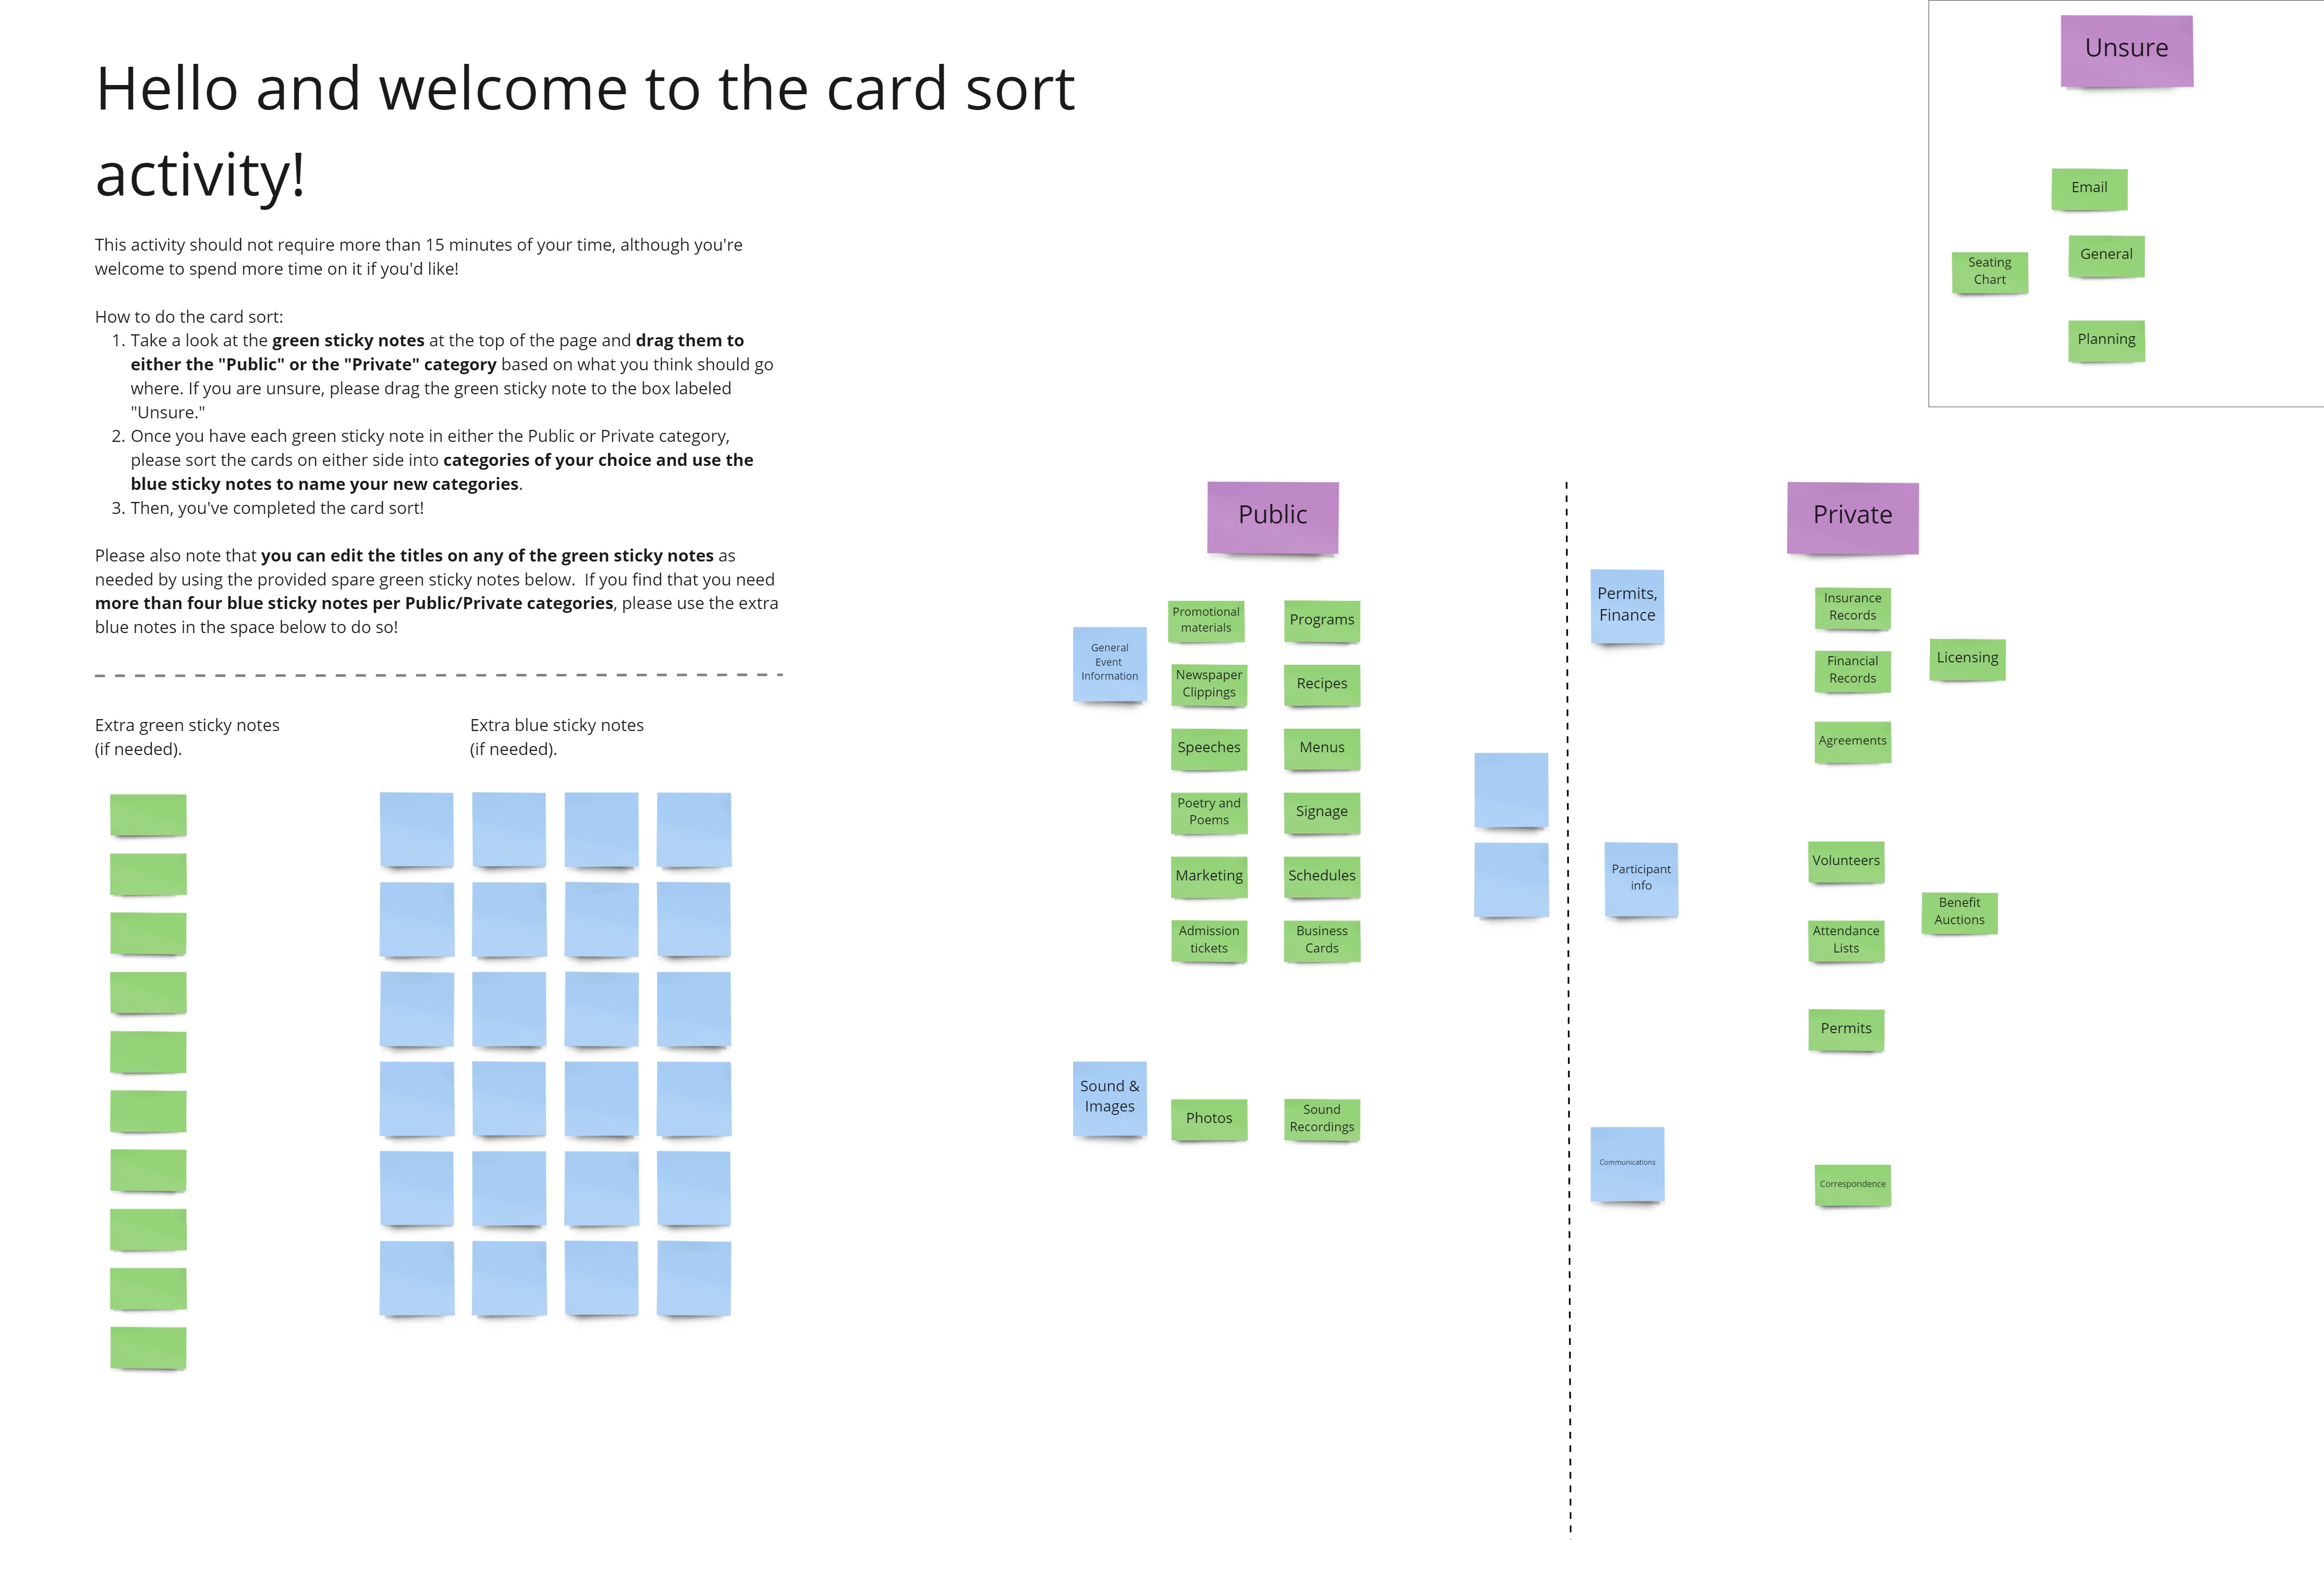 Hello and welcome to the card sort
activity!
This activity should not require more than 15 minutes of your time, although you're
welcome to spend more time on it if you'd like!
How to do the card sort:
1. Take a look at the green sticky notes at the top of the page and drag them to
either the "Public" or the "Private" category based on what you think should go
where. If you are unsure, please drag the green sticky note to the box labeled
"Unsure."
2. Once you have each green sticky note in either the Public or Private category,
please sort the cards on either side into categories of your choice and use the
blue sticky notes to name your new categories.
3. Then, you've completed the card sort!
Please also note that you can edit the titles on any of the green sticky notes as
needed by using the provided spare green sticky notes below.  If you find that you need
more than four blue sticky notes per Public/Private categories, please use the extra
blue notes in the space below to do so!
Extra green sticky notes
(if needed).
Extra blue sticky notes
(if needed).
Unsure
Email
General
Seating
Chart
Planning
Public
General
Event
Information
Promotional
materials
Programs
Newspaper
Clippings
Recipes
Speeches
Menus
Poetry and
Poems
Signage
Marketing
Schedules
Admission
tickets
Business
Cards
Sound &
Images
Photos
Sound
Recordings
Private
Permits,
Finance
Insurance
Records
Licensing
Financial
Records
Agreements
Participant
info
Volunteers
Benefit
Auctions
Attendance
Lists
Permits
Communications
Correspondence